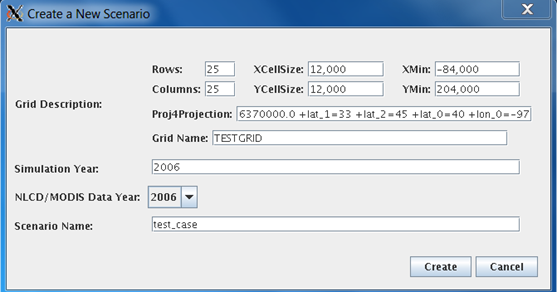 Create a New Scenario
Rows: 25 XCellSize: 12,000 XMin: -84,000
Columns: 25 YCellSize: 12,000 YMin: 204,000
Grid Description:
Proj4Projection: 6370000.0 +lat_1=33 +lat_2=45 +lat_0=40 +lon_0=-97
Grid Name: TESTGRID
Simulation Year: 2006
NLCD/MODIS Data Year: 2006
Scenario Name: test_case
Create Cancel